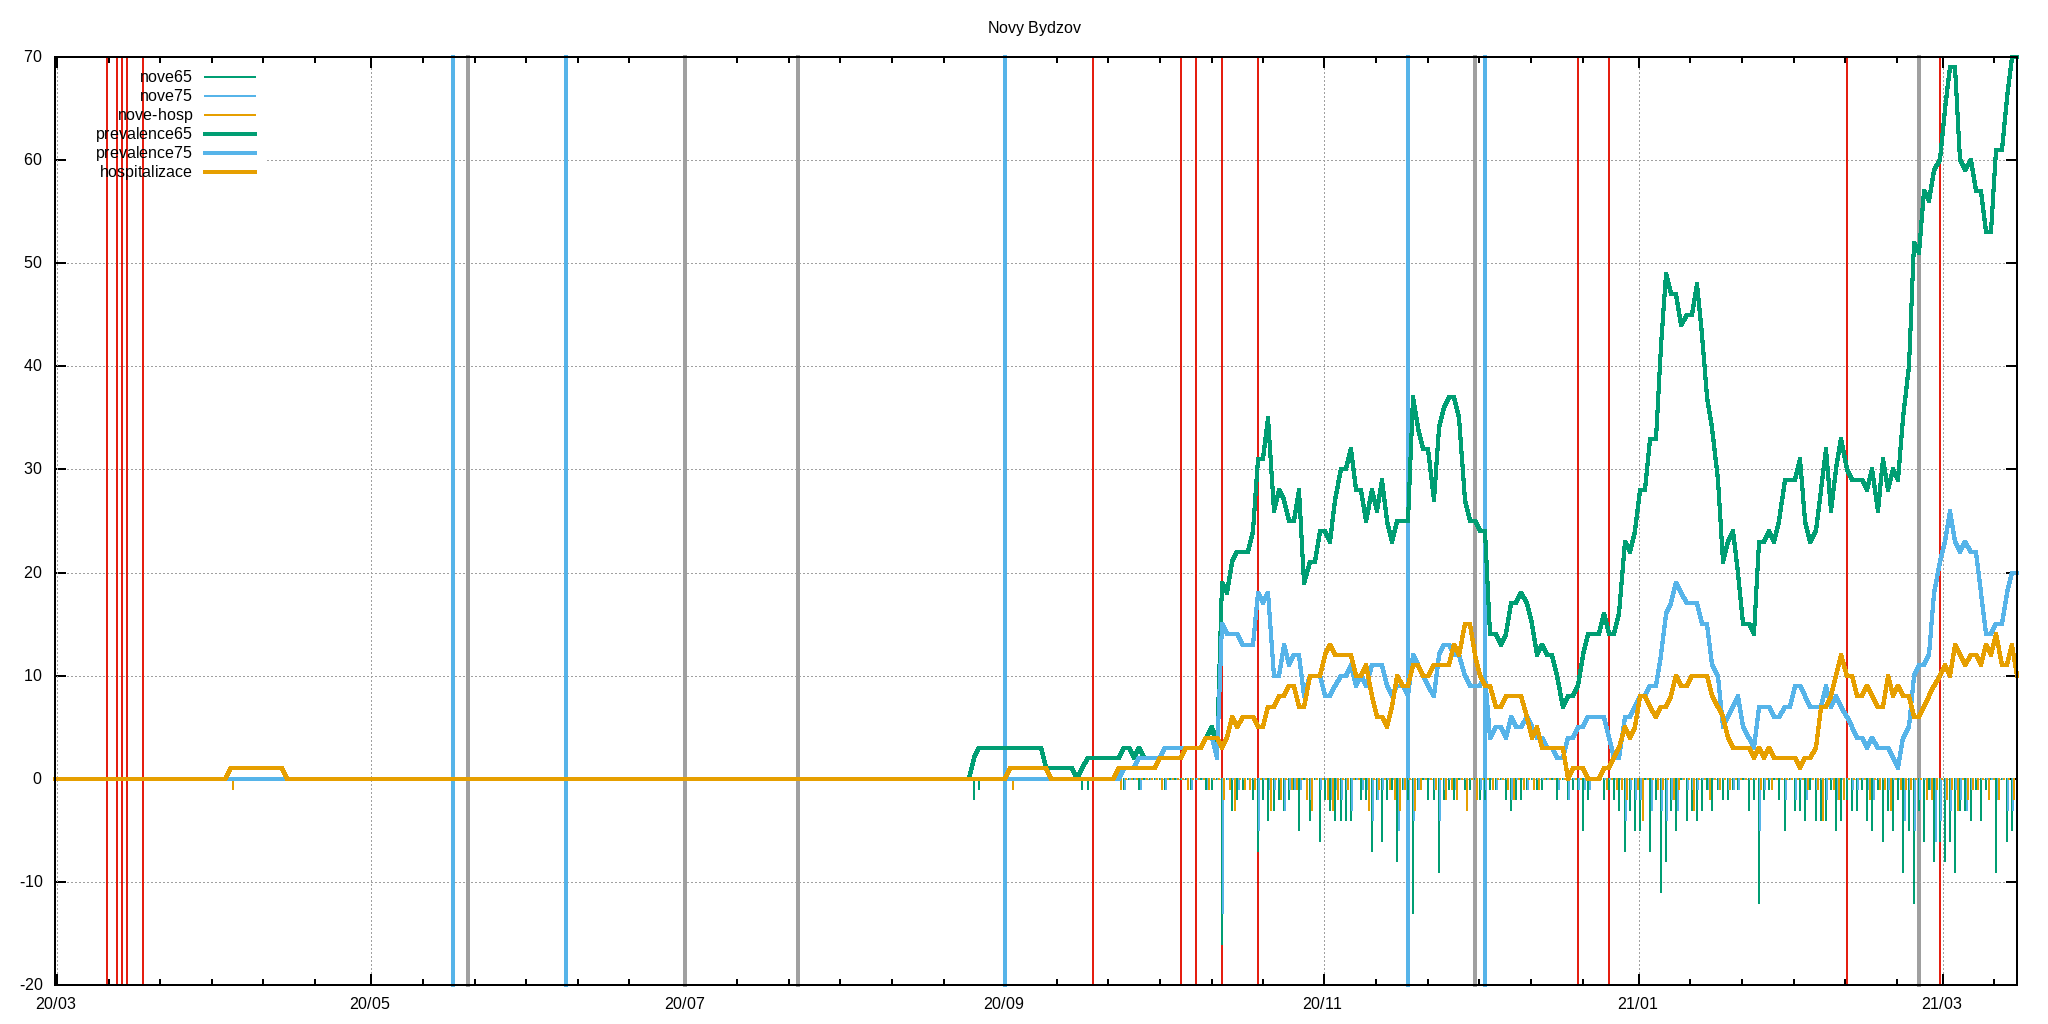 Novy Bydzov
70
nove65
nove75
nove-hosp
prevalence65
prevalence75
hospitalizace
60
50
40
30
20
10
0
-10
-20
20/03 20/05 20/07 20/09 20/11 21/01 21/03